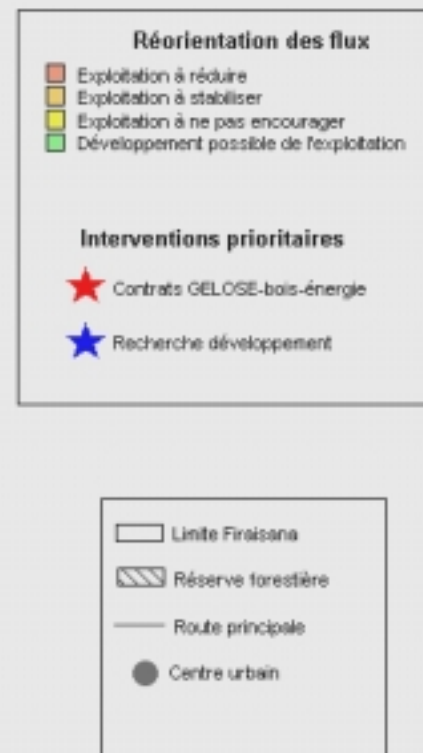 Réorientation des flux
Exploitation à réduire
Exploitation à stabiliser
Exploitation à ne pas encourager
Développement possible de l'exploitation
Interventions prioritaires
Contrats GELOSE-bois-énergie
Recherche développement
Limite Firaisana
Réserve forestière
Route principale
Centre urbain